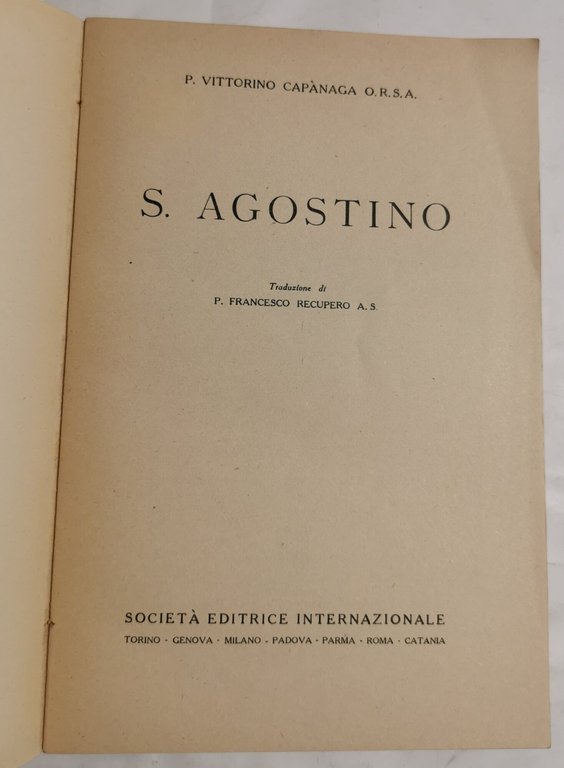 P. VITTORINO CAPÀNAGA O.R.S.A.
S. AGOSTINO
Traduzione di
P. FRANCESCO RECUPERO A.S.
SOCIETÀ EDITRICE INTERNAZIONALE
TORINO - GENOVA - MILANO - PADOVA - PARMA - ROMA - CATANIA